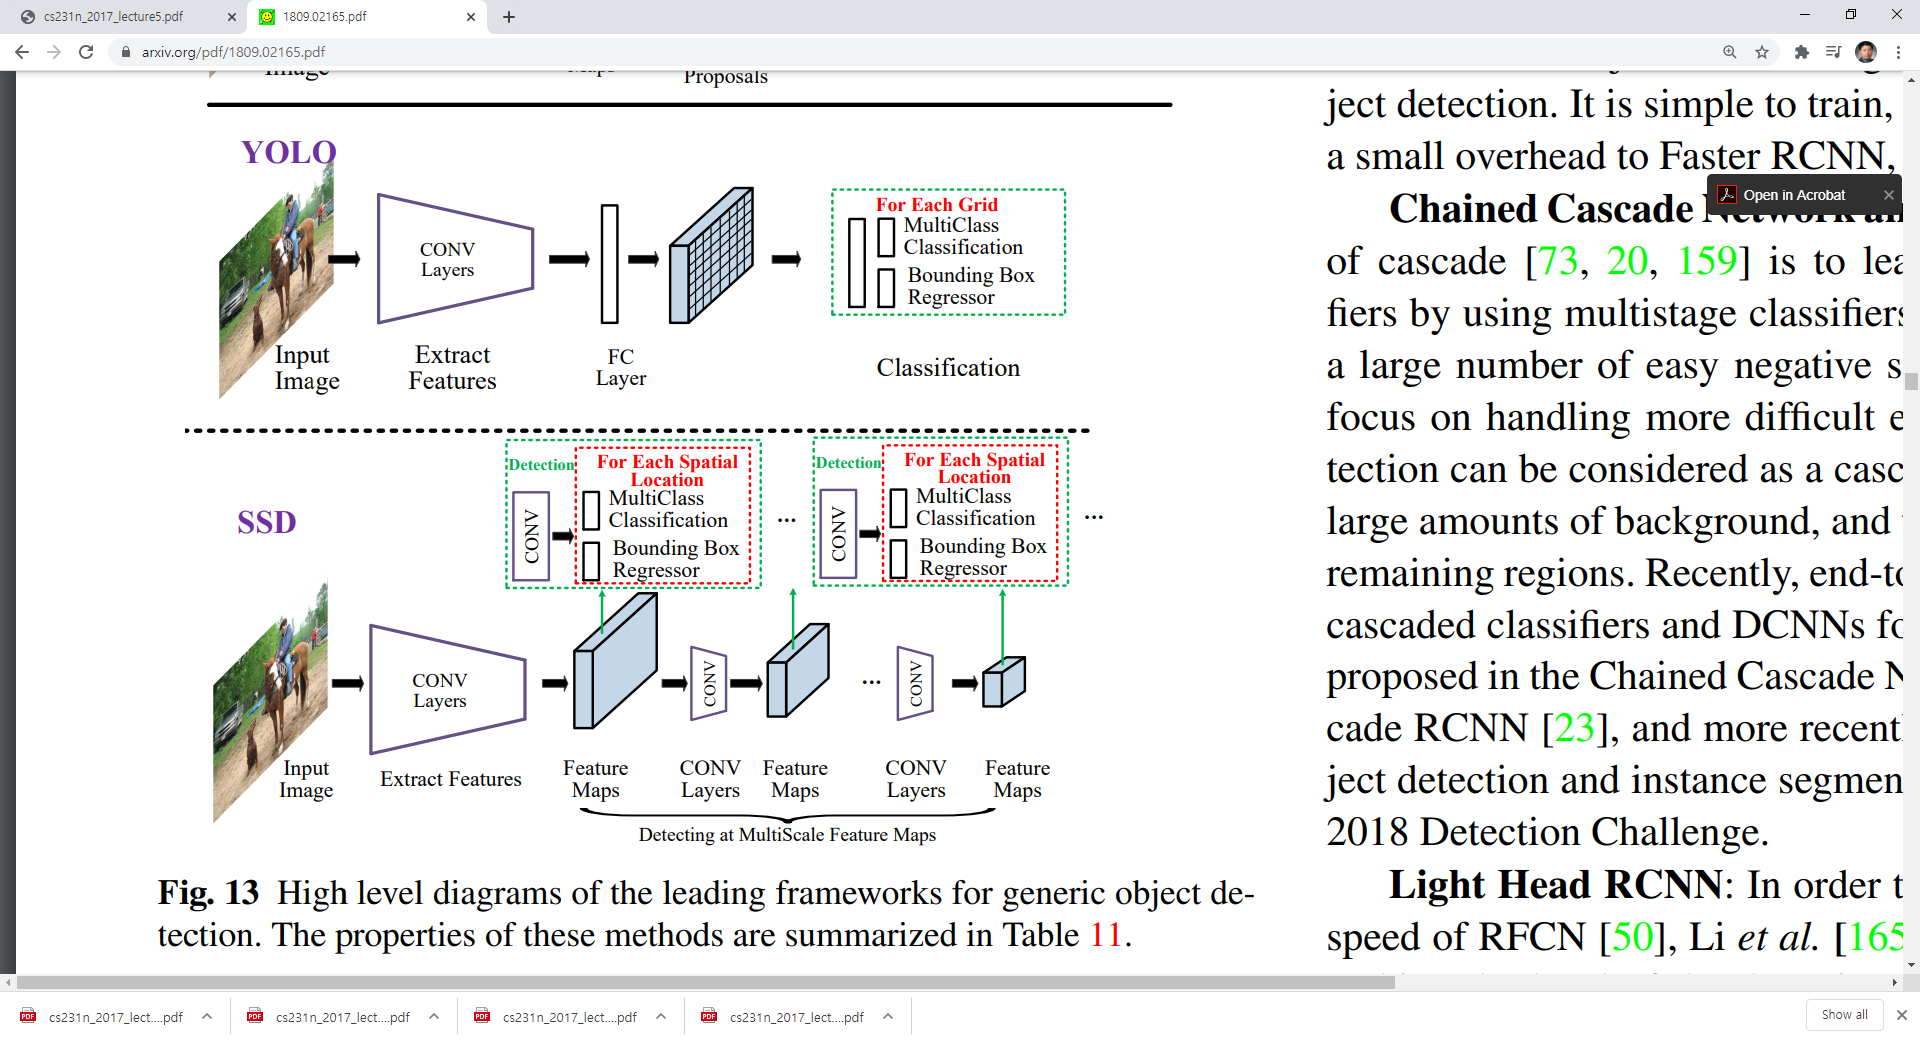 cs231n_2017_lecture5.pdf
1809.02165.pdf
arxiv.org/pdf/1809.02165.pdf
Image
Maps
Proposals
YOLO
CONV
Layers
For Each Grid
MultiClass
Classification
Bounding Box
Regressor
Input
Image
Extract
Features
FC
Layer
Classification
SSD
Detection
For Each Spatial
Location
CONV
MultiClass
Classification
Bounding Box
Regressor
...
Detection
For Each Spatial
Location
CONV
MultiClass
Classification
Bounding Box
Regressor
...
CONV
Layers
CONV
...
CONV
Input
Image
Extract Features
Feature
Maps
CONV
Layers
Feature
Maps
CONV
Layers
Feature
Maps
Detecting at MultiScale Feature Maps
Fig. 13 High level diagrams of the leading frameworks for generic object de-
tection. The properties of these methods are summarized in Table 11.
ject detection. It is simple to train,
a small overhead to Faster RCNN,
Open in Acrobat
Chained Cascade Network an
of cascade [73, 20, 159] is to lea
fiers by using multistage classifiers
a large number of easy negative s
focus on handling more difficult e
tection can be considered as a casc
large amounts of background, and
remaining regions. Recently, end-to
cascaded classifiers and DCNNs fo
proposed in the Chained Cascade N
cade RCNN [23], and more recentl
ject detection and instance segmen
2018 Detection Challenge.
Light Head RCNN: In order t
speed of RFCN [50], Li et al. [165
cs231n_2017_lect....pdf
cs231n_2017_lect....pdf
cs231n_2017_lect....pdf
cs231n_2017_lect....pdf
Show all